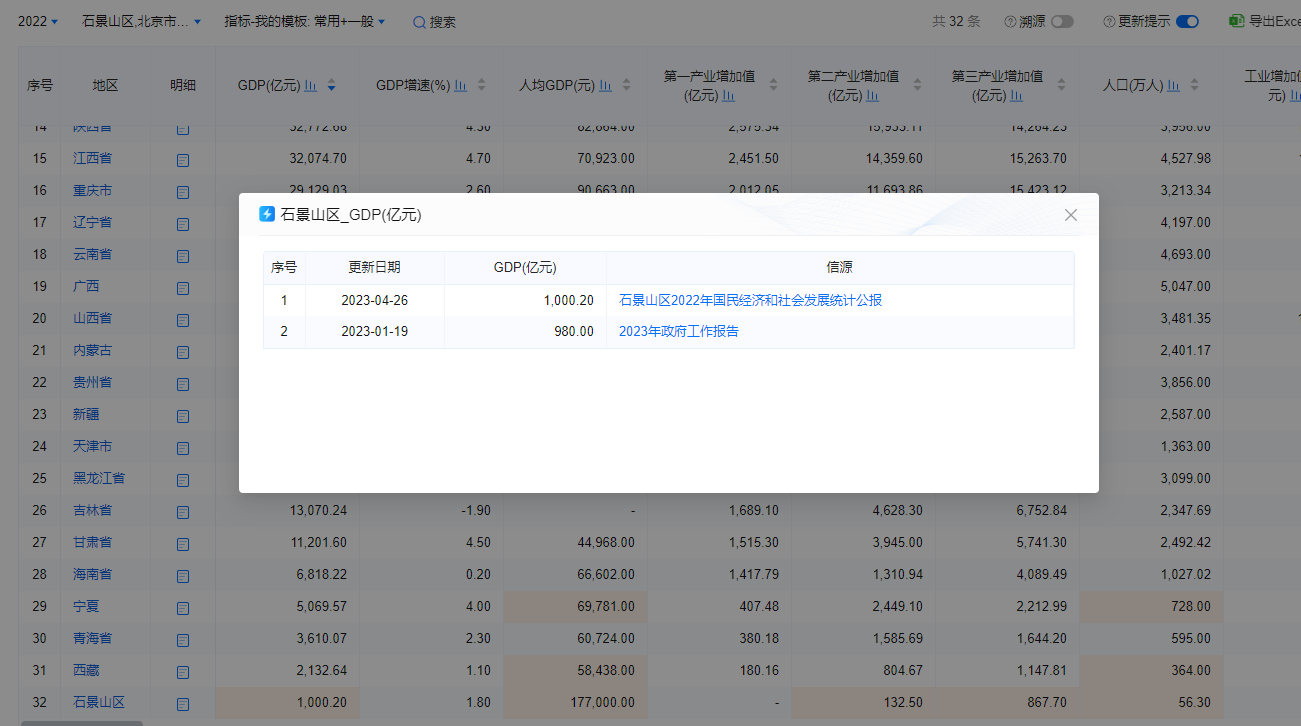 2022 石景山区,北京市... 指标-我的模板: 常用+一般 搜索 共 32 条 溯源 更新提示 导出Exce
序号 地区 明细 GDP(亿元) GDP增速(%) 人均GDP(元) 第一产业增加值(亿元) 第二产业增加值(亿元) 第三产业增加值(亿元) 人口(万人) 工业增加值 元)
14 陕西省 32,772.68 4.30 82,864.00 2,575.34 15,933.11 14,264.23 3,956.00
15 江西省 32,074.70 4.70 70,923.00 2,451.50 14,359.60 15,263.70 4,527.98
16 重庆市 29,129.03 2.60 90,663.00 2,012.05 11,693.86 15,423.12 3,213.34
石景山区_GDP(亿元)
17 辽宁省 4,197.00
18 云南省 4,693.00
序号 更新日期 GDP(亿元) 信源
19 广西 5,047.00
1 2023-04-26 1,000.20 石景山区2022年国民经济和社会发展统计公报
20 山西省 3,481.35
2 2023-01-19 980.00 2023年政府工作报告
21 内蒙古 2,401.17
22 贵州省 3,856.00
23 新疆 2,587.00
24 天津市 1,363.00
25 黑龙江省 3,099.00
26 吉林省 13,070.24 -1.90 - 1,689.10 4,628.30 6,752.84 2,347.69
27 甘肃省 11,201.60 4.50 44,968.00 1,515.30 3,945.00 5,741.30 2,492.42
28 海南省 6,818.22 0.20 66,602.00 1,417.79 1,310.94 4,089.49 1,027.02
29 宁夏 5,069.57 4.00 69,781.00 407.48 2,449.10 2,212.99 728.00
30 青海省 3,610.07 2.30 60,724.00 380.18 1,585.69 1,644.20 595.00
31 西藏 2,132.64 1.10 58,438.00 180.16 804.67 1,147.81 364.00
32 石景山区 1,000.20 1.80 177,000.00 - 132.50 867.70 56.30